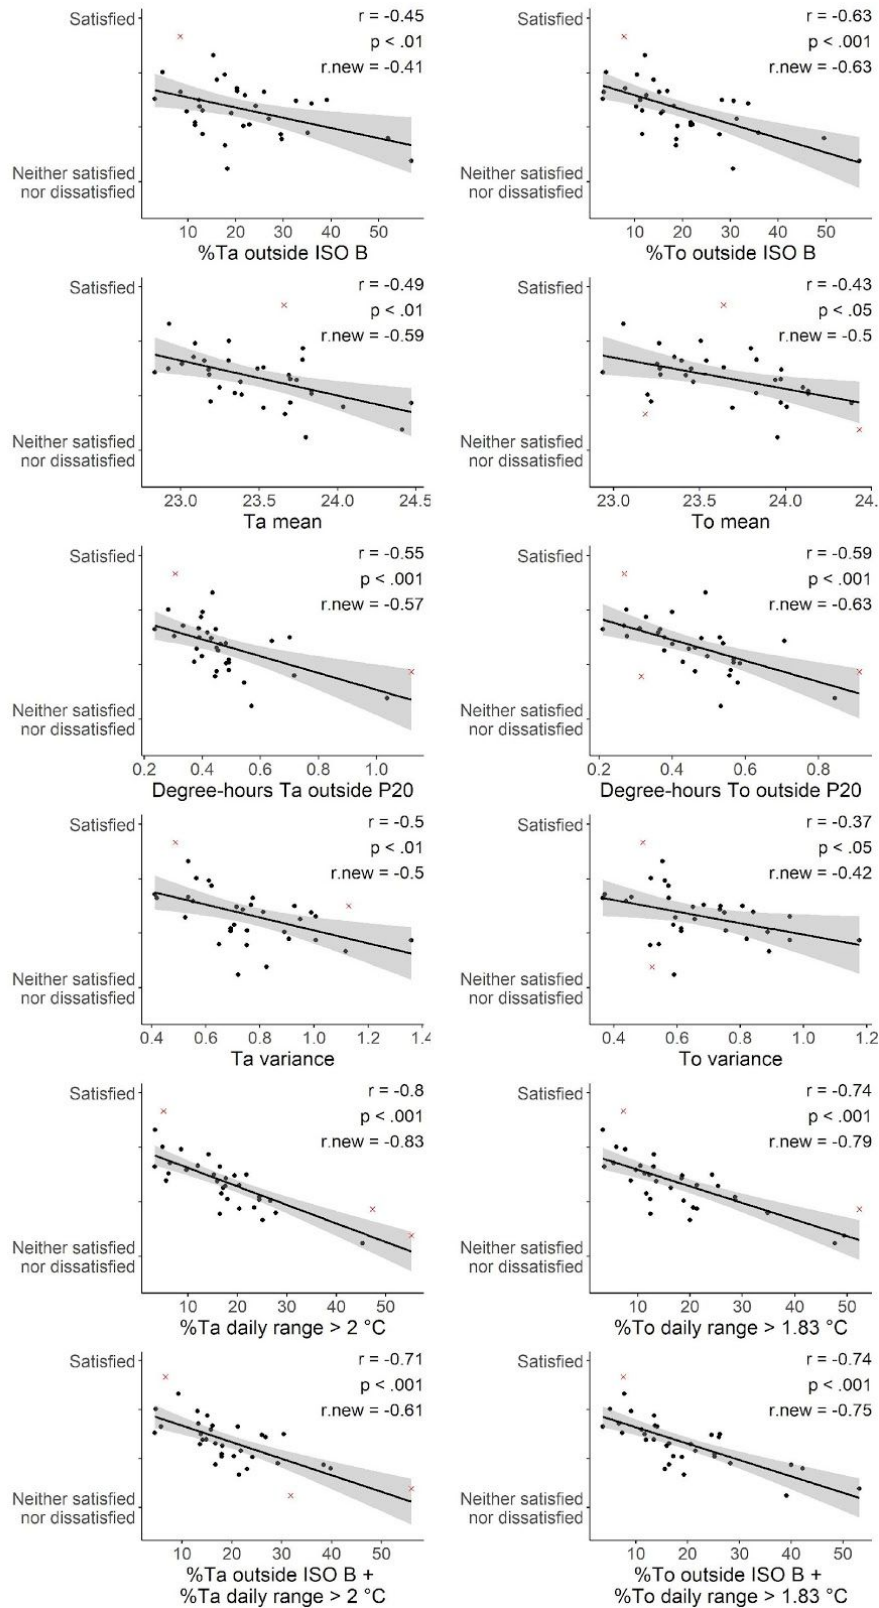 Satisfied
r = -0.45
p < .01
r.new = -0.41
Neither satisfied
nor dissatisfied
10 20 30 40 50
%Ta outside ISO B
Satisfied
r = -0.63
p < .001
r.new = -0.63
Neither satisfied
nor dissatisfied
10 20 30 40 50
%To outside ISO B
Satisfied
r = -0.49
p < .01
r.new = -0.59
Neither satisfied
nor dissatisfied
23.0 23.5 24.0 24.5
Ta mean
Satisfied
r = -0.43
p < .05
r.new = -0.5
Neither satisfied
nor dissatisfied
23.0 23.5 24.0 24.
To mean
Satisfied
r = -0.55
p < .001
r.new = -0.57
Neither satisfied
nor dissatisfied
0.2 0.4 0.6 0.8 1.0
Degree-hours Ta outside P20
Satisfied
r = -0.59
p < .001
r.new = -0.63
Neither satisfied
nor dissatisfied
0.2 0.4 0.6 0.8
Degree-hours To outside P20
Satisfied
r = -0.5
p < .01
r.new = -0.5
Neither satisfied
nor dissatisfied
0.4 0.6 0.8 1.0 1.2 1.4
Ta variance
Satisfied
r = -0.37
p < .05
r.new = -0.42
Neither satisfied
nor dissatisfied
0.4 0.6 0.8 1.0 1.2
To variance
Satisfied
r = -0.8
p < .001
r.new = -0.83
Neither satisfied
nor dissatisfied
10 20 30 40 50
%Ta daily range > 2 °C
Satisfied
r = -0.74
p < .001
r.new = -0.79
Neither satisfied
nor dissatisfied
10 20 30 40 50
%To daily range > 1.83 °C
Satisfied
r = -0.71
p < .001
r.new = -0.61
Neither satisfied
nor dissatisfied
10 20 30 40 50
%Ta outside ISO B +
%Ta daily range > 2 °C
Satisfied
r = -0.74
p < .001
r.new = -0.75
Neither satisfied
nor dissatisfied
10 20 30 40 50
%To outside ISO B +
%To daily range > 1.83 °C